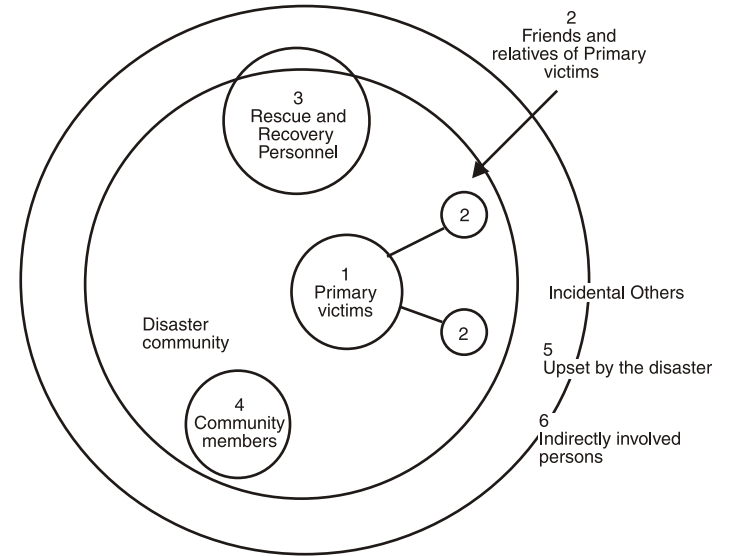 2
Friends and
relatives of Primary
victims
3
Rescue and
Recovery
Personnel
2
1
Primary
victims
2
Incidental Others
Disaster
community
5
Upset by the disaster
4
Community
members
6
Indirectly involved
persons